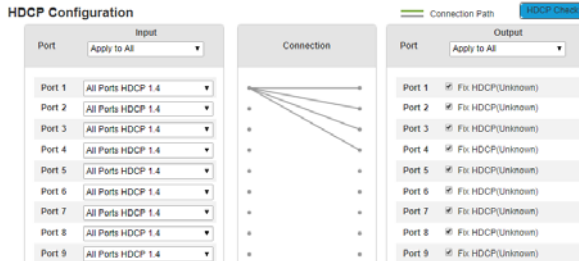 HDCP Configuration Connection Path HDCP Check
Input Output
Port Apply to All Connection Port Apply to All
Port 1 All Ports HDCP 1.4 Port 1 Fix HDCP(Unknown)
Port 2 All Ports HDCP 1.4 Port 2 Fix HDCP(Unknown)
Port 3 All Ports HDCP 1.4 Port 3 Fix HDCP(Unknown)
Port 4 All Ports HDCP 1.4 Port 4 Fix HDCP(Unknown)
Port 5 All Ports HDCP 1.4 Port 5 Fix HDCP(Unknown)
Port 6 All Ports HDCP 1.4 Port 6 Fix HDCP(Unknown)
Port 7 All Ports HDCP 1.4 Port 7 Fix HDCP(Unknown)
Port 8 All Ports HDCP 1.4 Port 8 Fix HDCP(Unknown)
Port 9 All Ports HDCP 1.4 Port 9 Fix HDCP(Unknown)